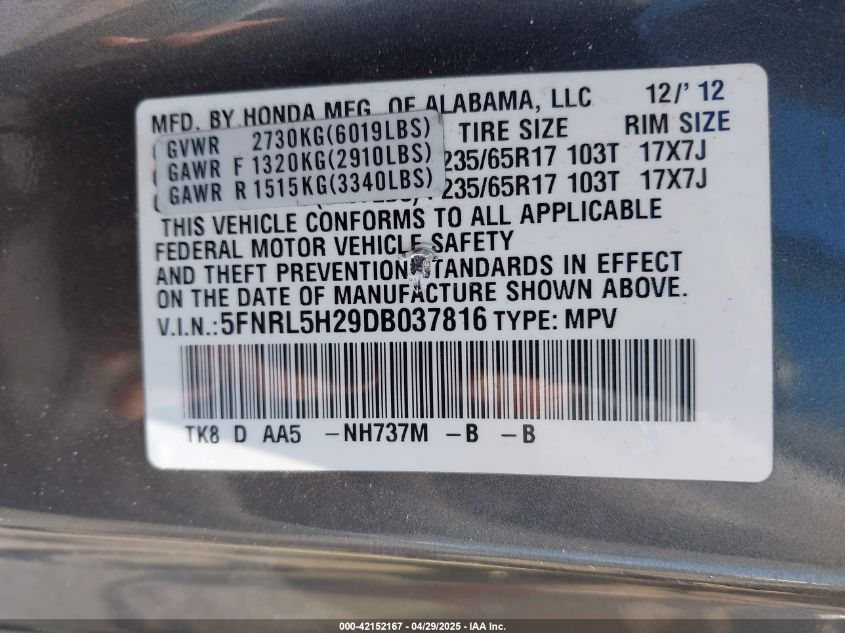 MFD. BY HONDA MFG. OF ALABAMA, LLC 12/'12
GVWR 2730KG(6019LBS) TIRE SIZE RIM SIZE
GAWR F 1320KG(2910LBS) 235/65R17 103T 17X7J
GAWR R 1515KG(3340LBS) 235/65R17 103T 17X7J
THIS VEHICLE CONFORMS TO ALL APPLICABLE
FEDERAL MOTOR VEHICLE SAFETY
AND THEFT PREVENTION TANDARDS IN EFFECT
ON THE DATE OF MANUFACTURE SHOWN ABOVE.
V.I.N.:5FNRL5H29DB037816 TYPE: MPV
TK8 D AA5 -NH737M -B -B
000-42152167 - 04/29/2025 - IAA Inc.